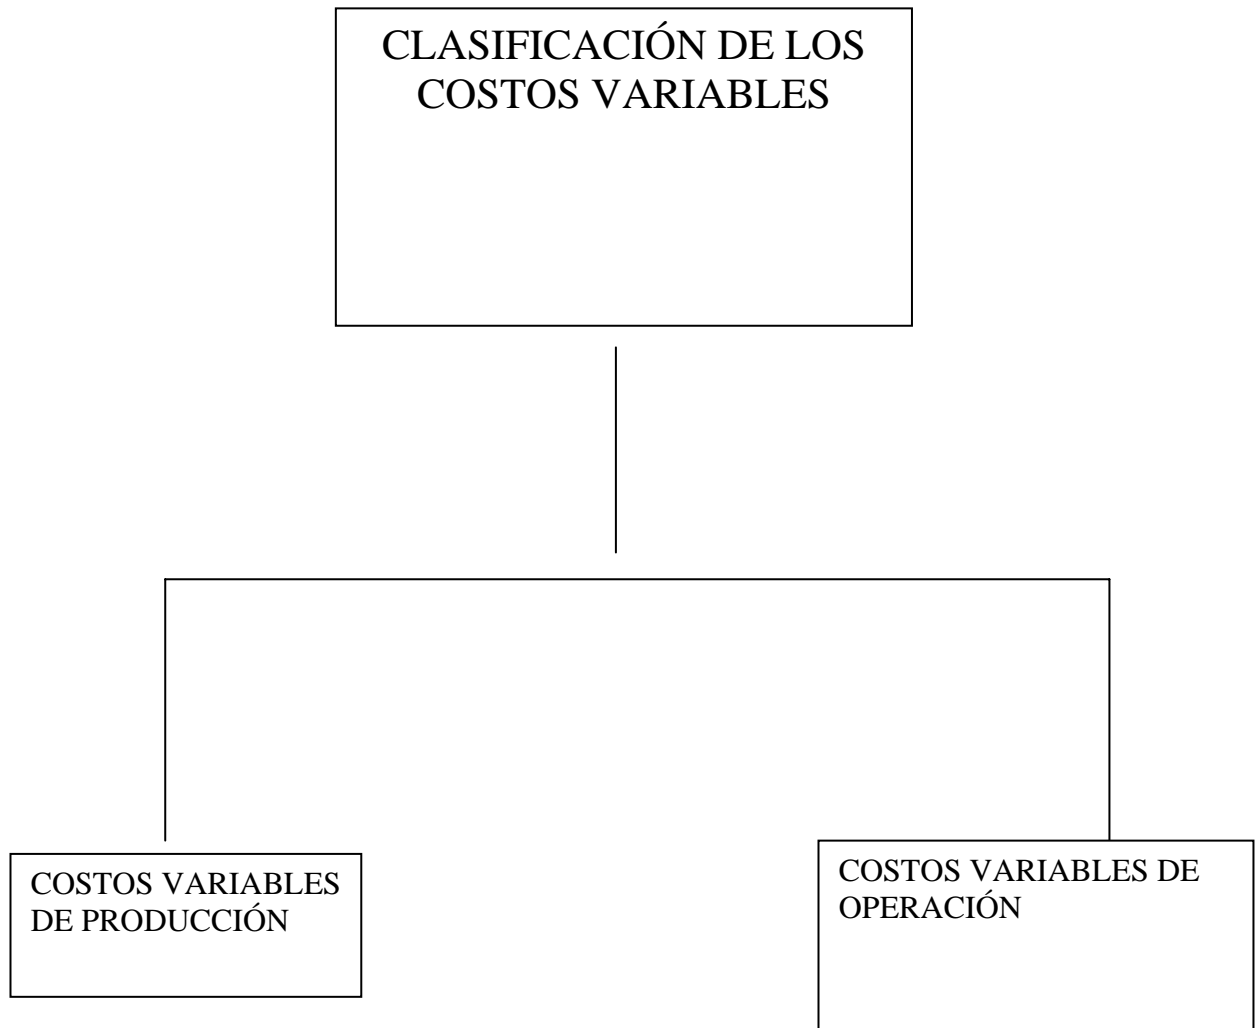 CLASIFICACIÓN DE LOS
COSTOS VARIABLES
COSTOS VARIABLES
DE PRODUCCIÓN
COSTOS VARIABLES DE
OPERACIÓN